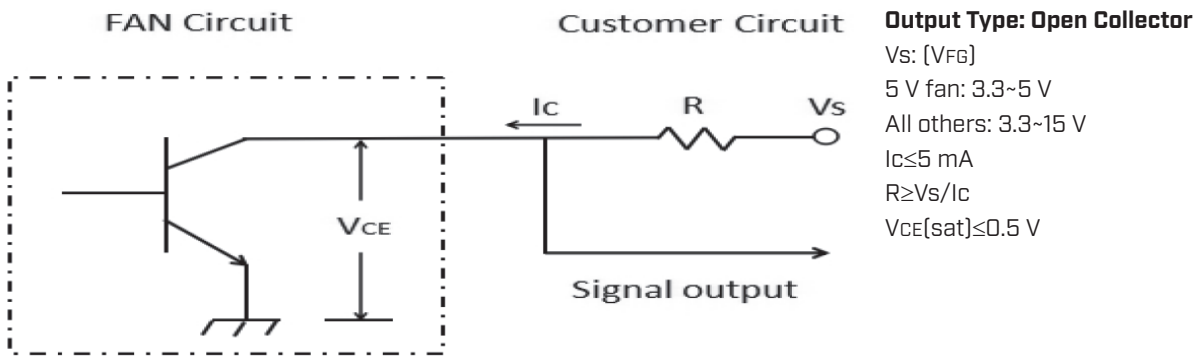 FAN Circuit
Customer Circuit
Ic
R
Vs
VCE
Signal output
Output Type: Open Collector
Vs: (VFG)
5 V fan: 3.3~5 V
All others: 3.3~15 V
Ic≤5 mA
R≥Vs/Ic
VCE(sat)≤0.5 V